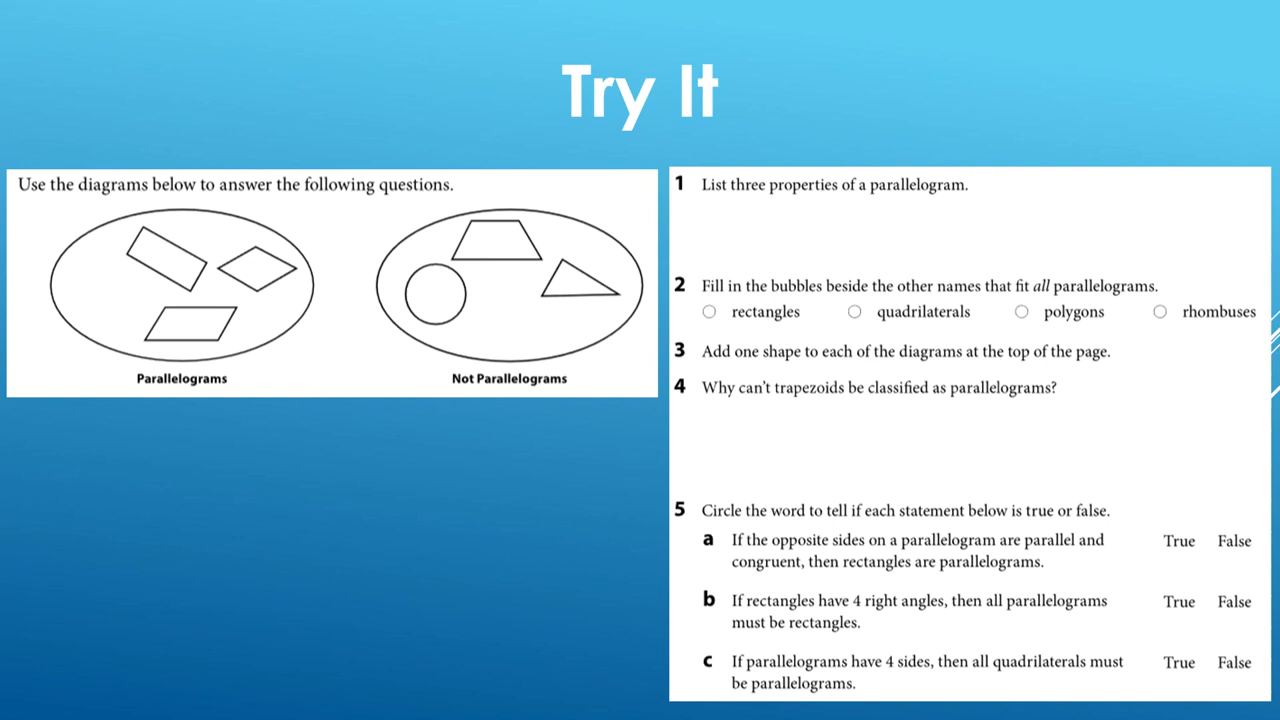 Try It
Use the diagrams below to answer the following questions.
Parallelograms
Not Parallelograms
1 List three properties of a parallelogram.
2 Fill in the bubbles beside the other names that fit all parallelograms.
rectangles quadrilaterals polygons rhombuses
3 Add one shape to each of the diagrams at the top of the page.
4 Why can't trapezoids be classified as parallelograms?
5 Circle the word to tell if each statement below is true or false.
a If the opposite sides on a parallelogram are parallel and True False
congruent, then rectangles are parallelograms.
b If rectangles have 4 right angles, then all parallelograms True False
must be rectangles.
c If parallelograms have 4 sides, then all quadrilaterals must True False
be parallelograms.